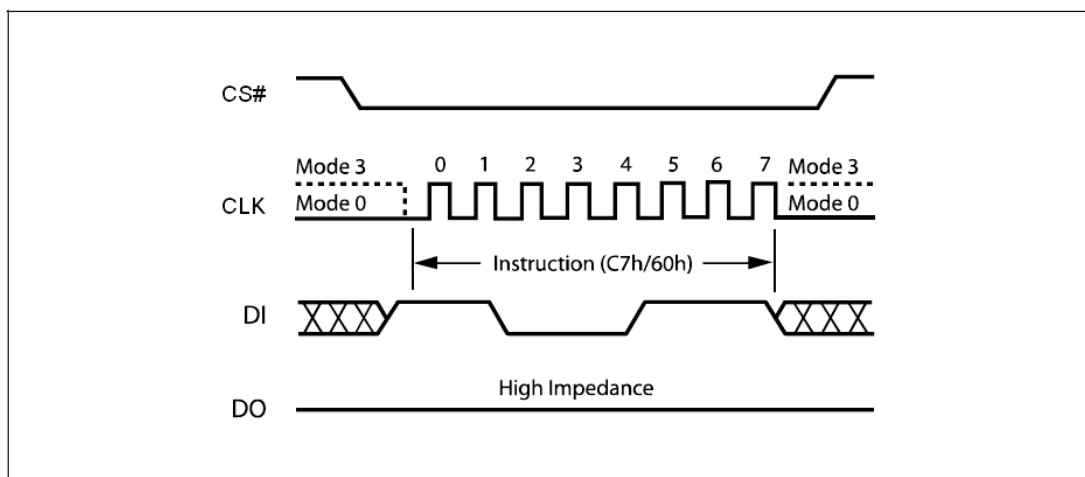 CS#
Mode 3 0 1 2 3 4 5 6 7 Mode 3
CLK Mode 0 Mode 0
Instruction (C7h/60h)
DI
High Impedance
DO